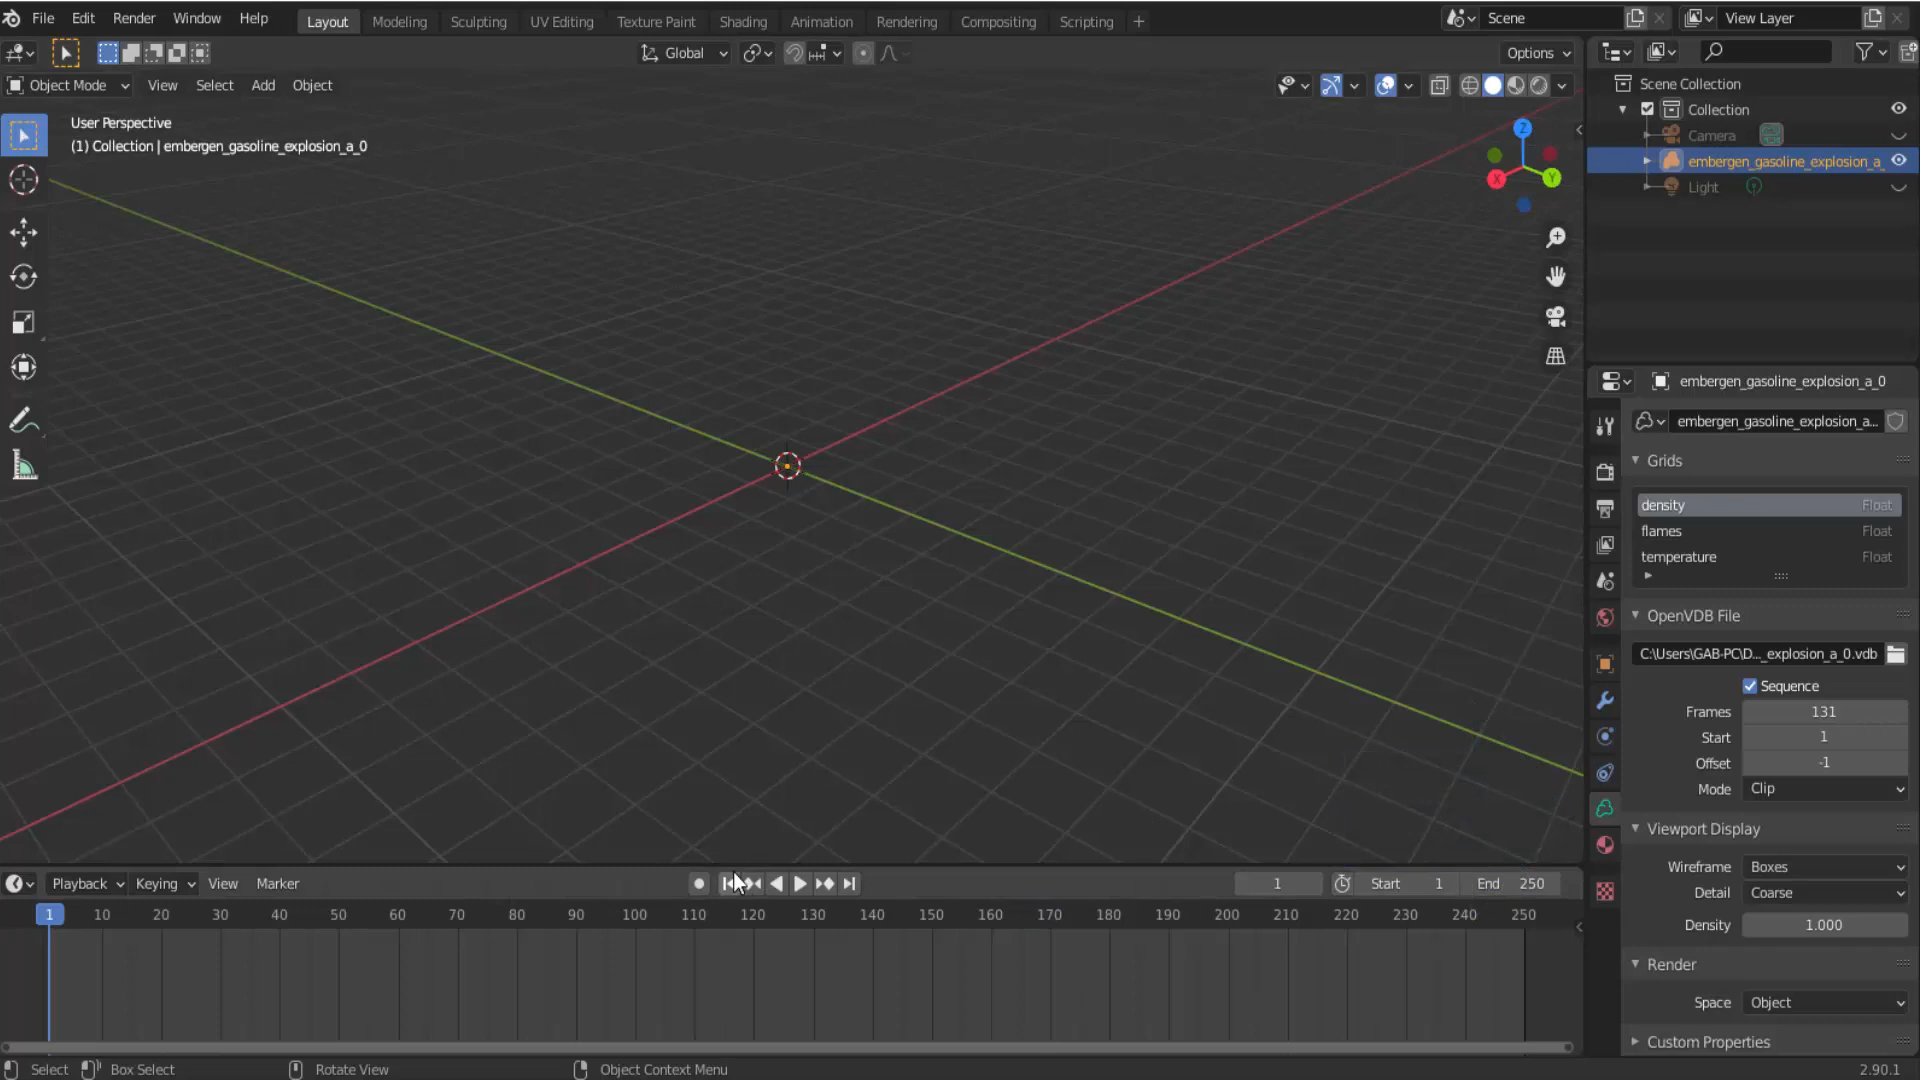 File Edit Render Window Help Layout Modeling Sculpting UV Editing Texture Paint Shading Animation Rendering Compositing Scripting + Scene View Layer
Global Options
Object Mode View Select Add Object
User Perspective
(1) Collection | embergen_gasoline_explosion_a_0
Z
X Y
Scene Collection
Collection
Camera
embergen_gasoline_explosion_a_
Light
embergen_gasoline_explosion_a_0
embergen_gasoline_explosion_a...
Grids
density Float
flames Float
temperature Float
OpenVDB File
C:\Users\GAB-PC\D..._explosion_a_0.vdb
Sequence
Frames 131
Start 1
Offset -1
Mode Clip
Viewport Display
Wireframe Boxes
Detail Coarse
Density 1.000
Render
Space Object
Custom Properties
Playback Keying View Marker 1 Start 1 End 250
1 10 20 30 40 50 60 70 80 90 100 110 120 130 140 150 160 170 180 190 200 210 220 230 240 250
Select Box Select Rotate View Object Context Menu 2.90.1